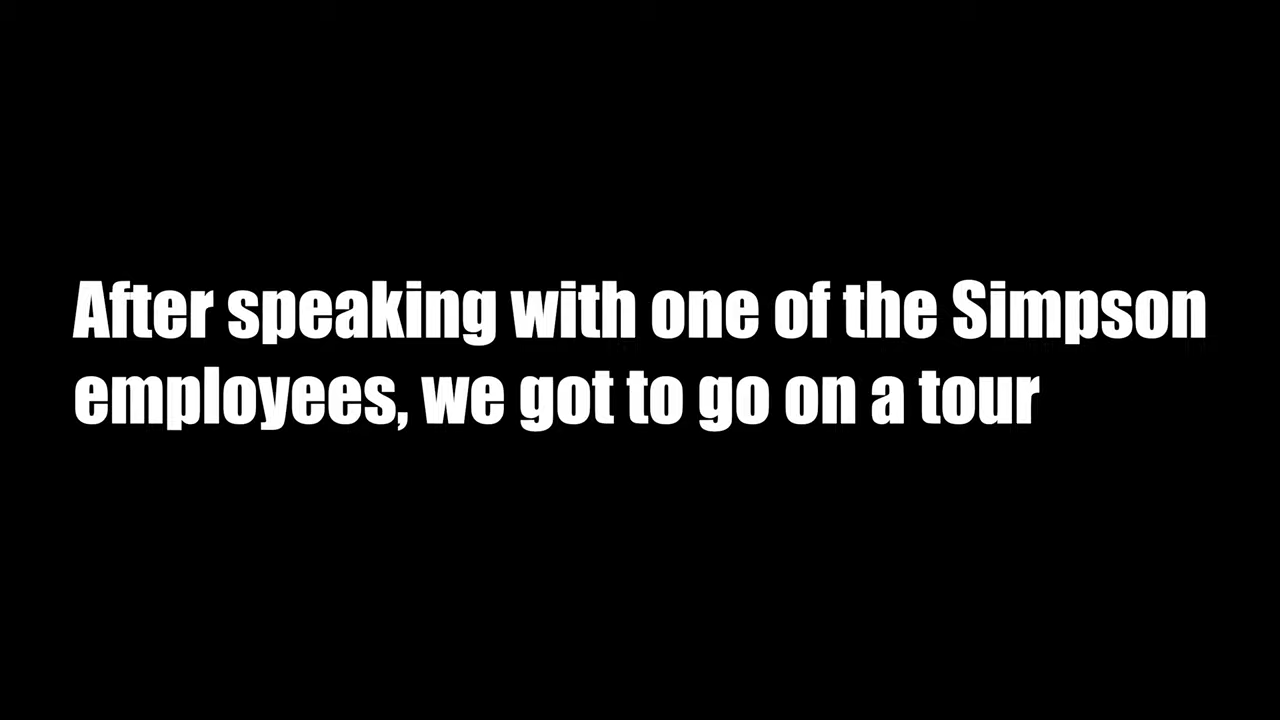 After speaking with one of the Simpson
employees, we got to go on a tour